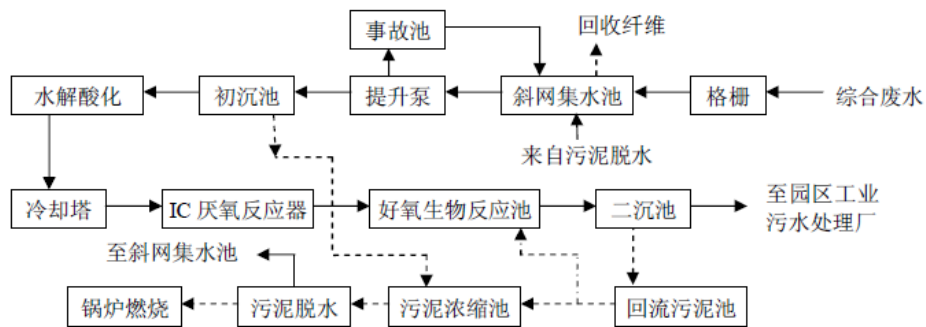 事故池
回收纤维
水解酸化
初沉池
提升泵
斜网集水池
格栅
综合废水
来自污泥脱水
冷却塔
IC 厌氧反应器
好氧生物反应池
二沉池
至园区工业
污水处理厂
至斜网集水池
锅炉燃烧
污泥脱水
污泥浓缩池
回流污泥池